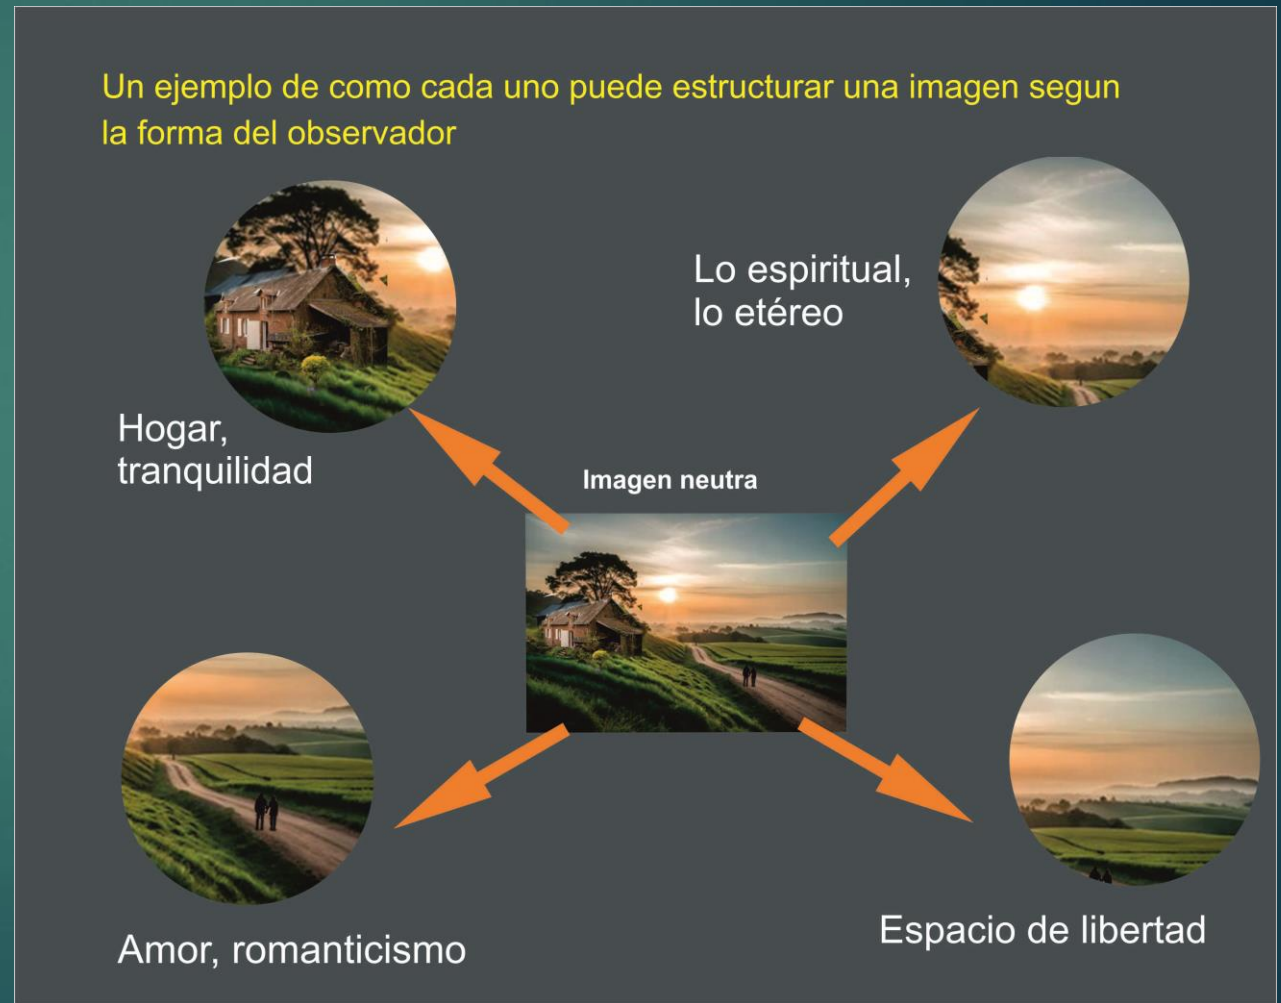 Un ejemplo de como cada uno puede estructurar una imagen segun
la forma del observador
Lo espiritual,
lo etéreo
Hogar,
tranquilidad
Imagen neutra
Amor, romanticismo
Espacio de libertad